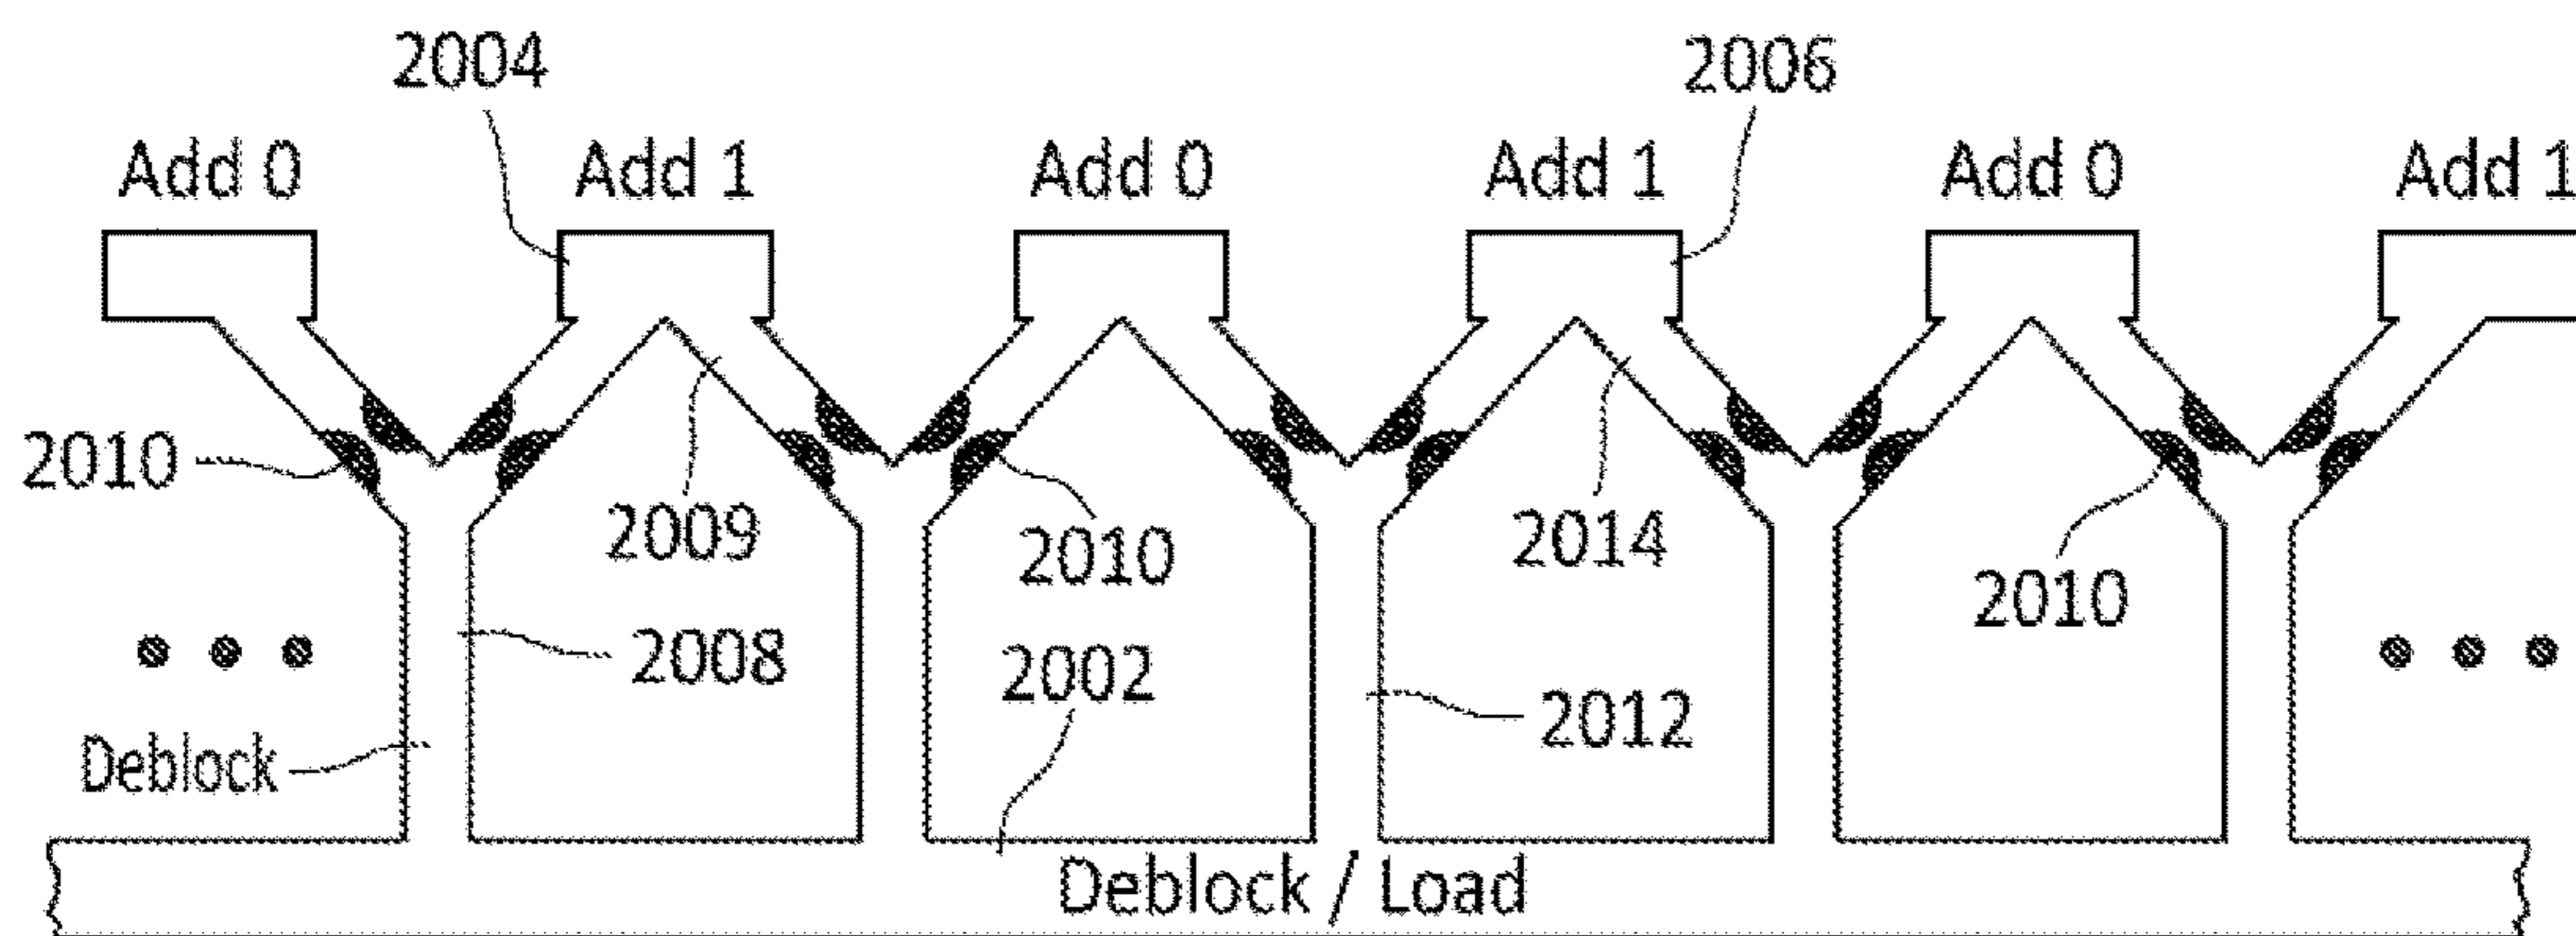 2004 2006
Add 0 Add 1 Add 0 Add 1 Add 0 Add 1
2010 2009 2010 2014 2010
2008 2002 2012
Deblock
Deblock / Load